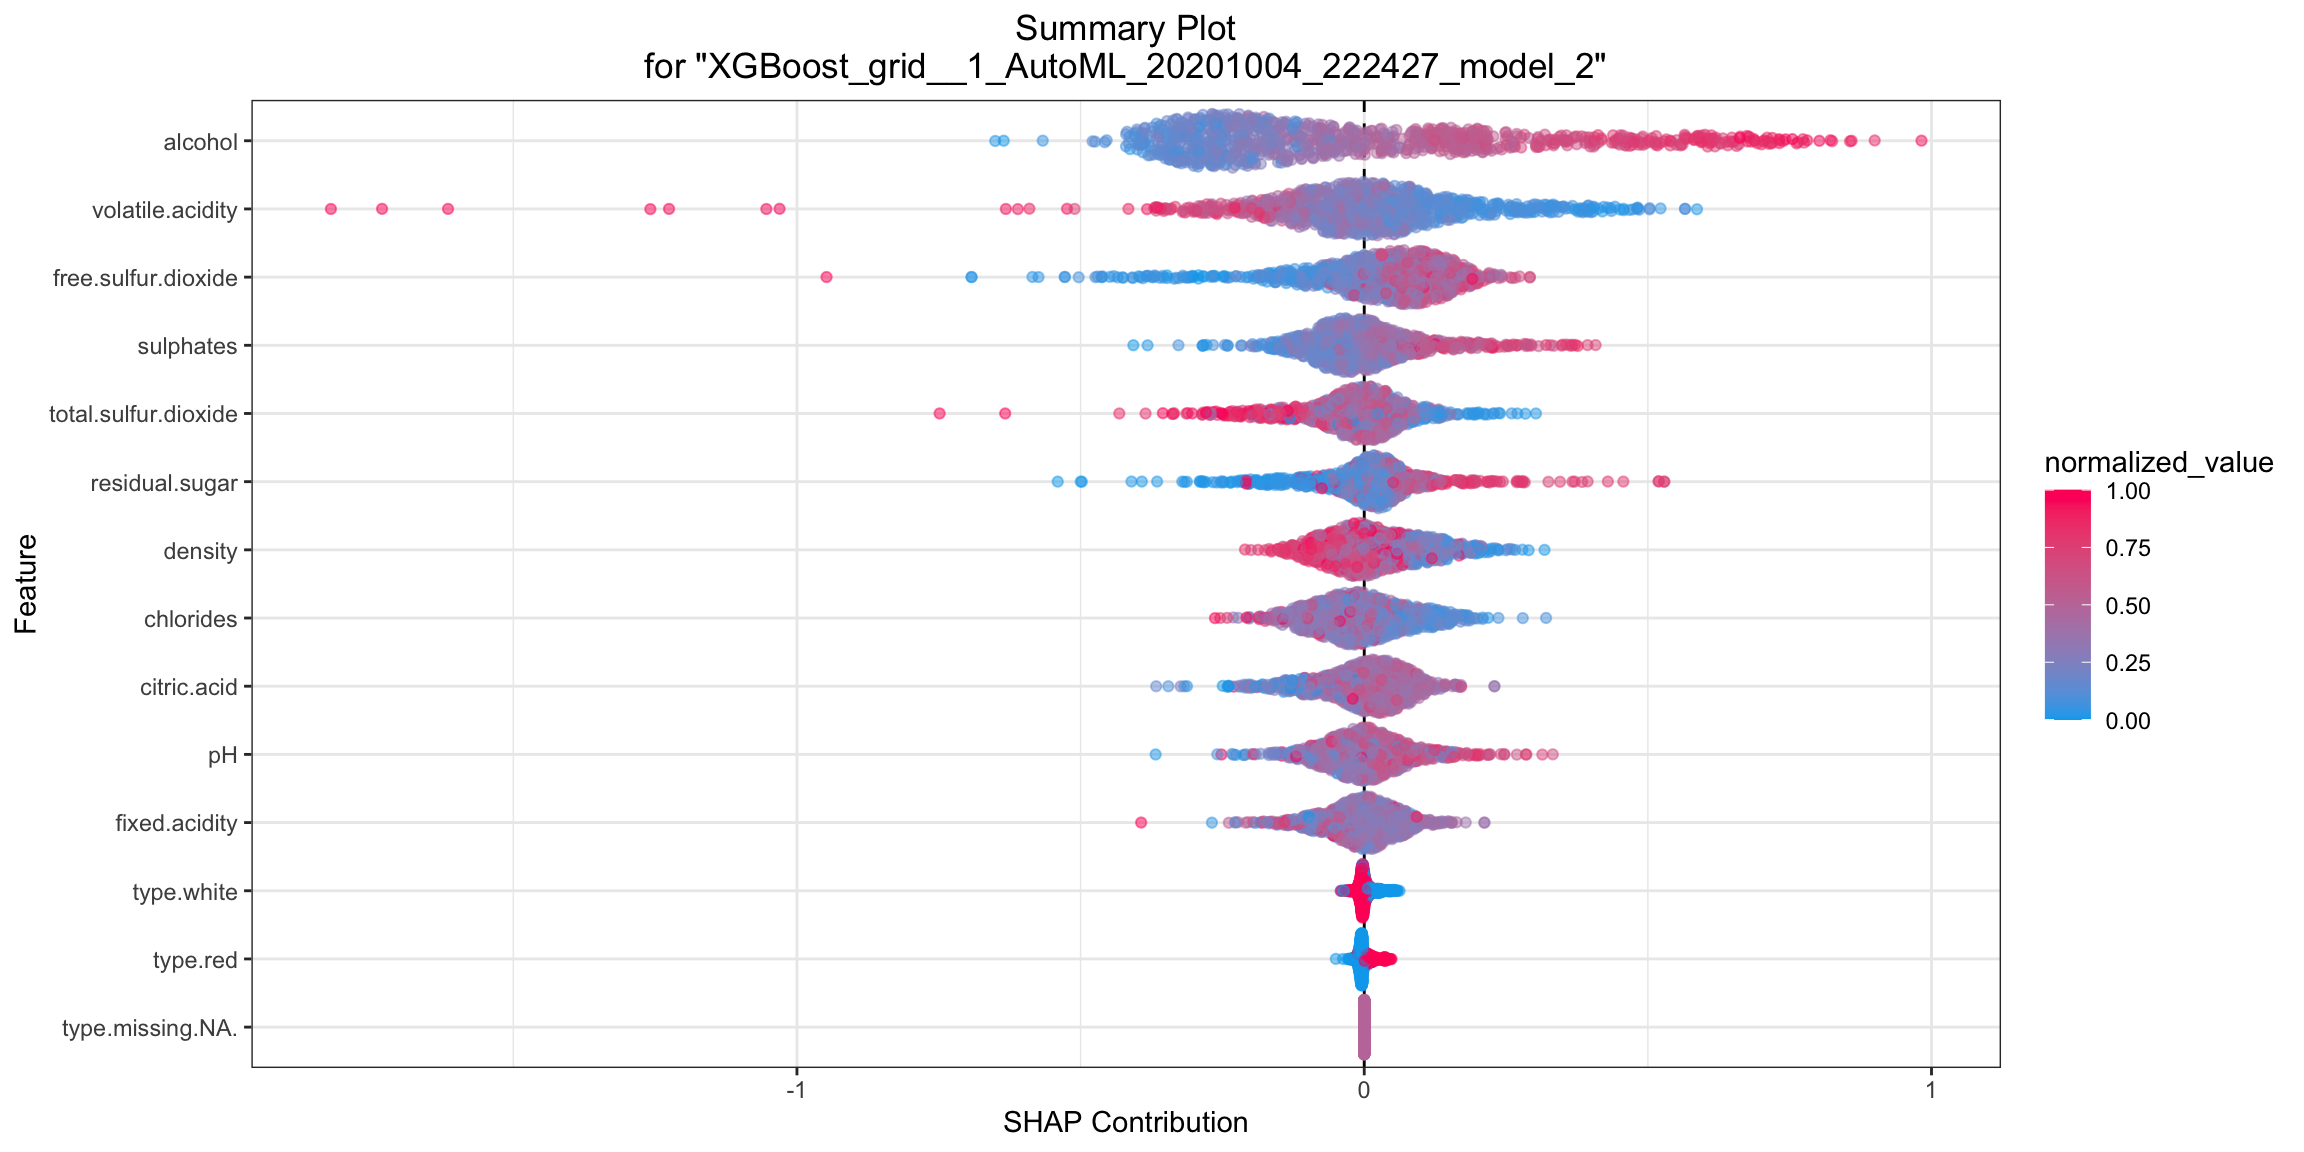 Summary Plot
for "XGBoost_grid__1_AutoML_20201004_222427_model_2"
Feature
alcohol
volatile.acidity
free.sulfur.dioxide
sulphates
total.sulfur.dioxide
residual.sugar
density
chlorides
citric.acid
pH
fixed.acidity
type.white
type.red
type.missing.NA.
-1
0
1
SHAP Contribution
normalized_value
1.00
0.75
0.50
0.25
0.00